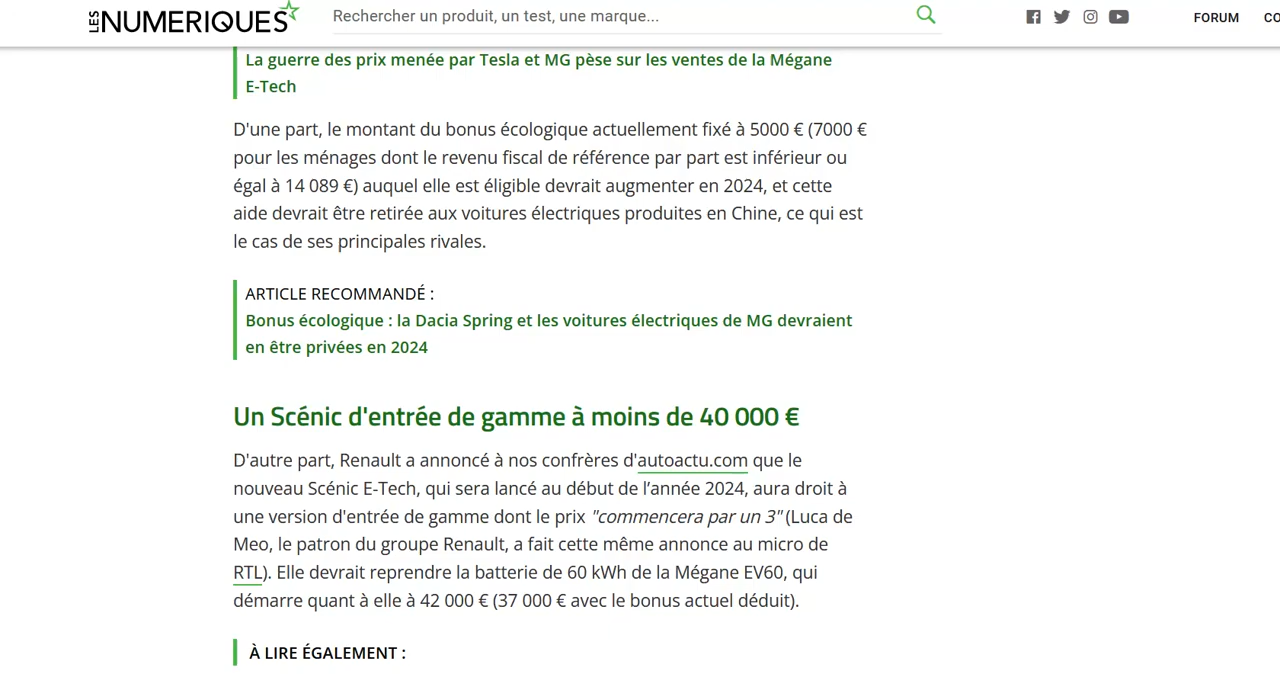 LES NUMERIQUES
Rechercher un produit, un test, une marque...
FORUM
CO
La guerre des prix menée par Tesla et MG pèse sur les ventes de la Mégane
E-Tech
D'une part, le montant du bonus écologique actuellement fixé à 5000 € (7000 €
pour les ménages dont le revenu fiscal de référence par part est inférieur ou
égal à 14 089 €) auquel elle est éligible devrait augmenter en 2024, et cette
aide devrait être retirée aux voitures électriques produites en Chine, ce qui est
le cas de ses principales rivales.
ARTICLE RECOMMANDÉ :
Bonus écologique : la Dacia Spring et les voitures électriques de MG devraient
en être privées en 2024
Un Scénic d'entrée de gamme à moins de 40 000 €
D'autre part, Renault a annoncé à nos confrères d'autoactu.com que le
nouveau Scénic E-Tech, qui sera lancé au début de l’année 2024, aura droit à
une version d'entrée de gamme dont le prix "commencera par un 3" (Luca de
Meo, le patron du groupe Renault, a fait cette même annonce au micro de
RTL). Elle devrait reprendre la batterie de 60 kWh de la Mégane EV60, qui
démarre quant à elle à 42 000 € (37 000 € avec le bonus actuel déduit).
À LIRE ÉGALEMENT :